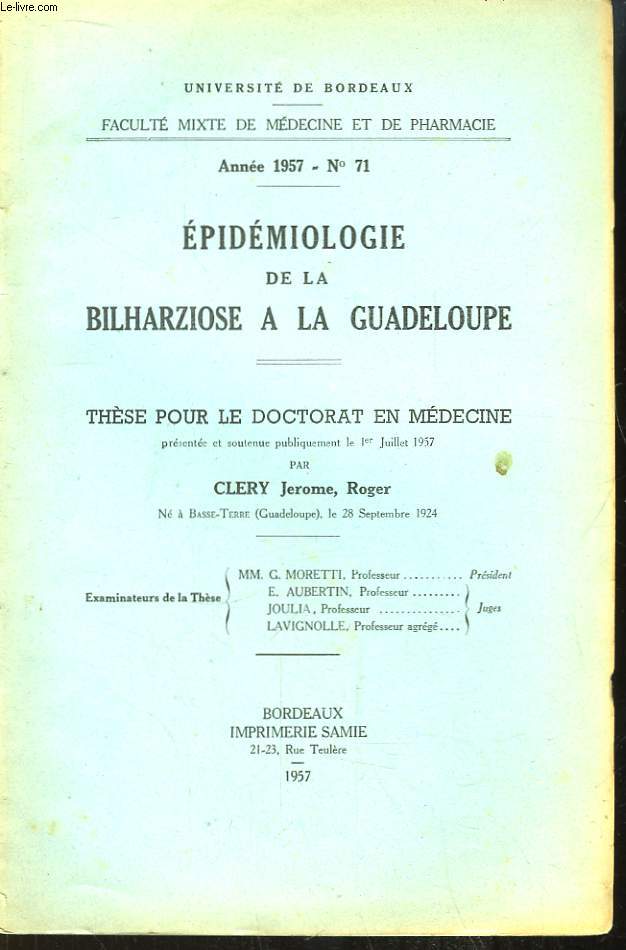 Le-livre.com
UNIVERSITÉ DE BORDEAUX
FACULTÉ MIXTE DE MÉDECINE ET DE PHARMACIE
Année 1957 - Nº 71
ÉPIDÉMIOLOGIE
DE LA
BILHARZIOSE A LA GUADELOUPE
THÈSE POUR LE DOCTORAT EN MÉDECINE
présentée et soutenue publiquement le 1er Juillet 1957
PAR
CLERY Jerome, Roger
Né à BASSE-TERRE (Guadeloupe), le 28 Septembre 1924
MM. G. MORETTI, Professeur ........... Président
E. AUBERTIN, Professeur ........
Examinateurs de la Thèse
JOULIA, Professeur .............. Juges
LAVIGNOLLE, Professeur agrégé....
BORDEAUX
IMPRIMERIE SAMIE
21-23, Rue Teulère
1957